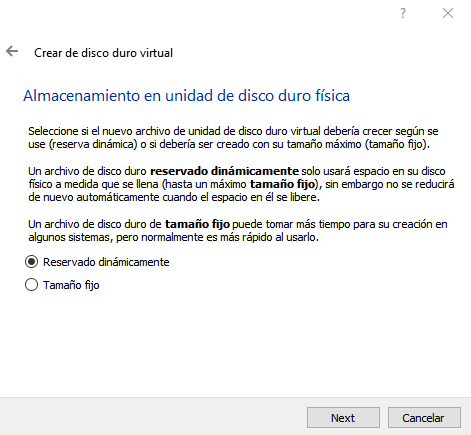 ?
Crear de disco duro virtual
Almacenamiento en unidad de disco duro física
Seleccione si el nuevo archivo de unidad de disco duro virtual debería crecer según se
use (reserva dinámica) o si debería ser creado con su tamaño máximo (tamaño fijo).
Un archivo de disco duro reservado dinámicamente solo usará espacio en su disco
físico a medida que se llena (hasta un máximo tamaño fijo), sin embargo no se reducirá
de nuevo automáticamente cuando el espacio en él se libere.
Un archivo de disco duro de tamaño fijo puede tomar más tiempo para su creación en
algunos sistemas, pero normalmente es más rápido al usarlo.
Reservado dinámicamente
Tamaño fijo
Next
Cancelar